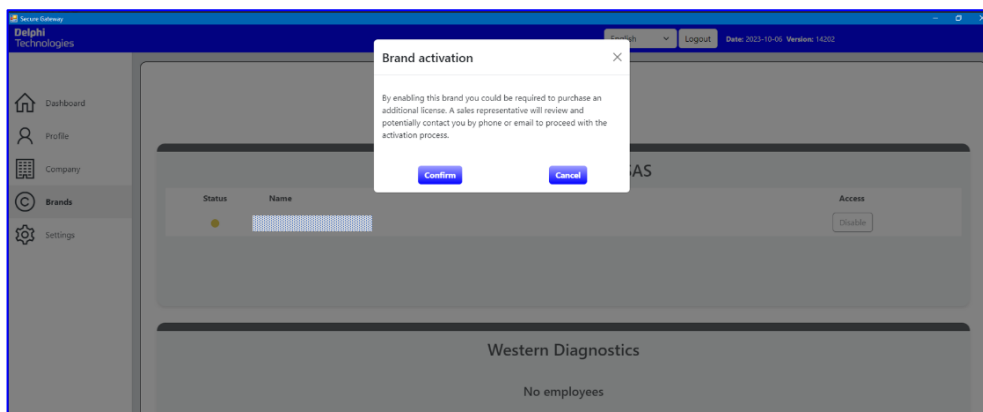 Secure Gateway
Delphi
Technologies
English
Logout
Date: 2023-10-06 Version: 14202
Brand activation
By enabling this brand you could be required to purchase an
additional license. A sales representative will review and
potentially contact you by phone or email to proceed with the
activation process.
Confirm
Cancel
Dashboard
Profile
Company
Brands
Settings
SAS
Status
Name
Access
Disable
Western Diagnostics
No employees